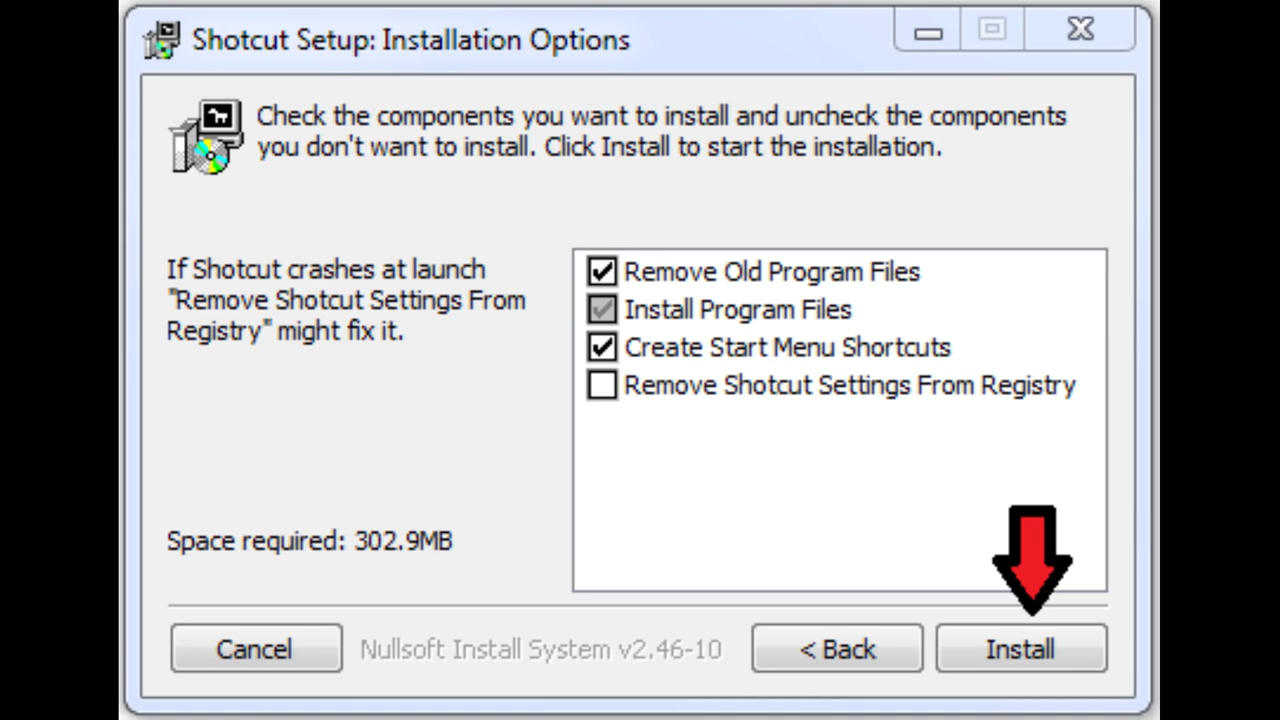 Shotcut Setup: Installation Options
Check the components you want to install and uncheck the components
you don't want to install. Click Install to start the installation.
If Shotcut crashes at launch
"Remove Shotcut Settings From
Registry" might fix it.
Remove Old Program Files
Install Program Files
Create Start Menu Shortcuts
Remove Shotcut Settings From Registry
Space required: 302.9MB
Cancel
Nullsoft Install System v2.46-10
< Back
Install